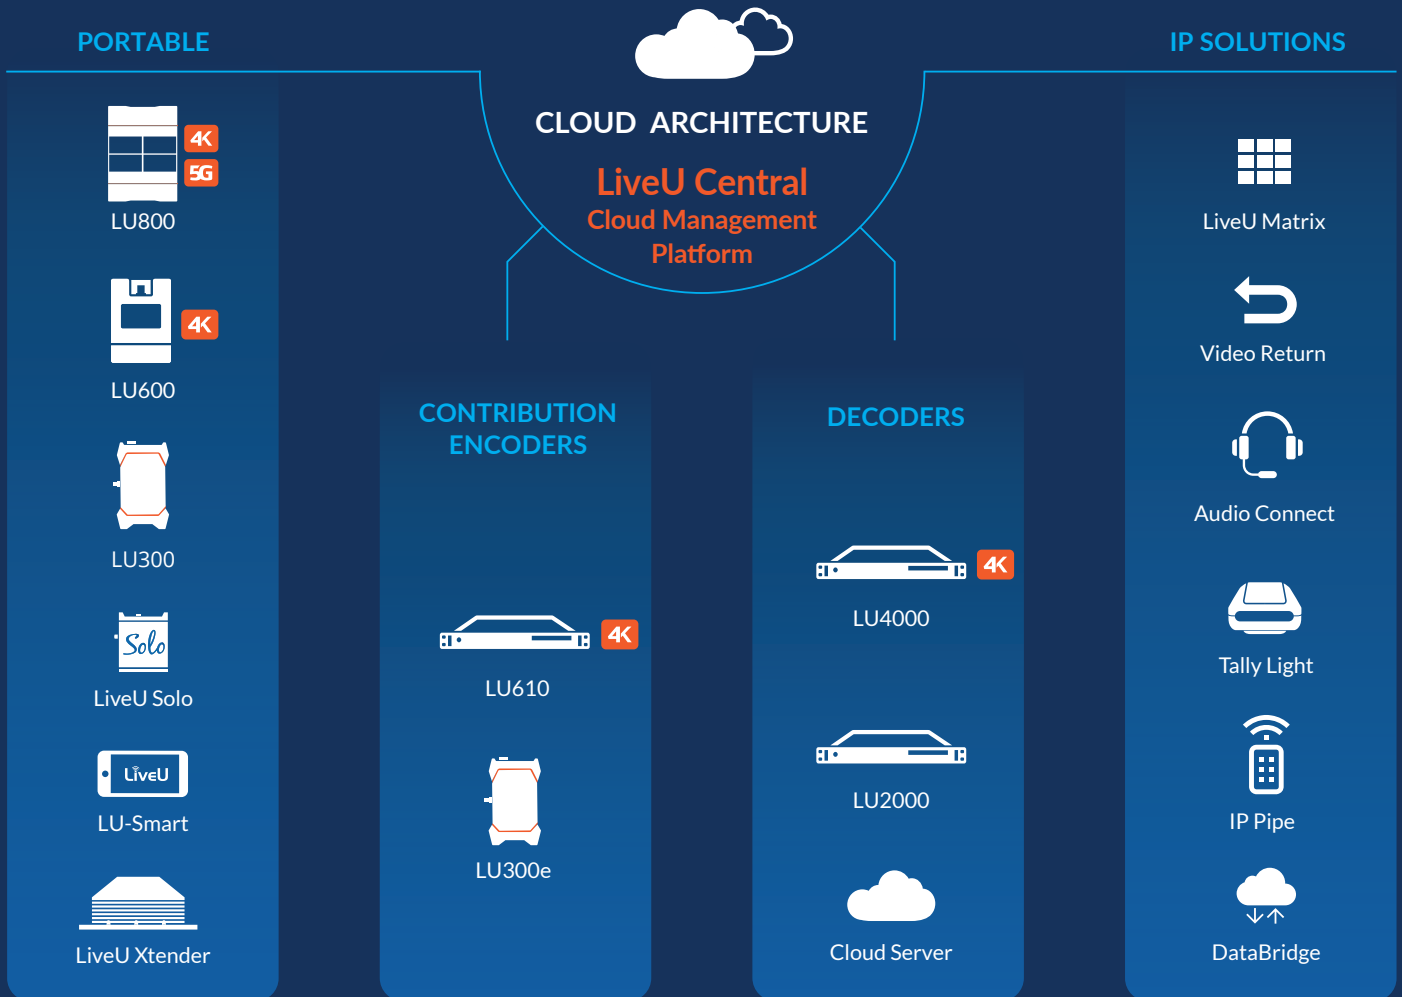 PORTABLE
4K
5G
LU800
4K
LU600
LU300
Solo
LiveU Solo
LiveU
LU-Smart
LiveU Xtender
CLOUD ARCHITECTURE
LiveU Central
Cloud Management
Platform
CONTRIBUTION
ENCODERS
4K
LU610
LU300e
DECODERS
4K
LU4000
LU2000
Cloud Server
IP SOLUTIONS
LiveU Matrix
Video Return
Audio Connect
Tally Light
IP Pipe
DataBridge